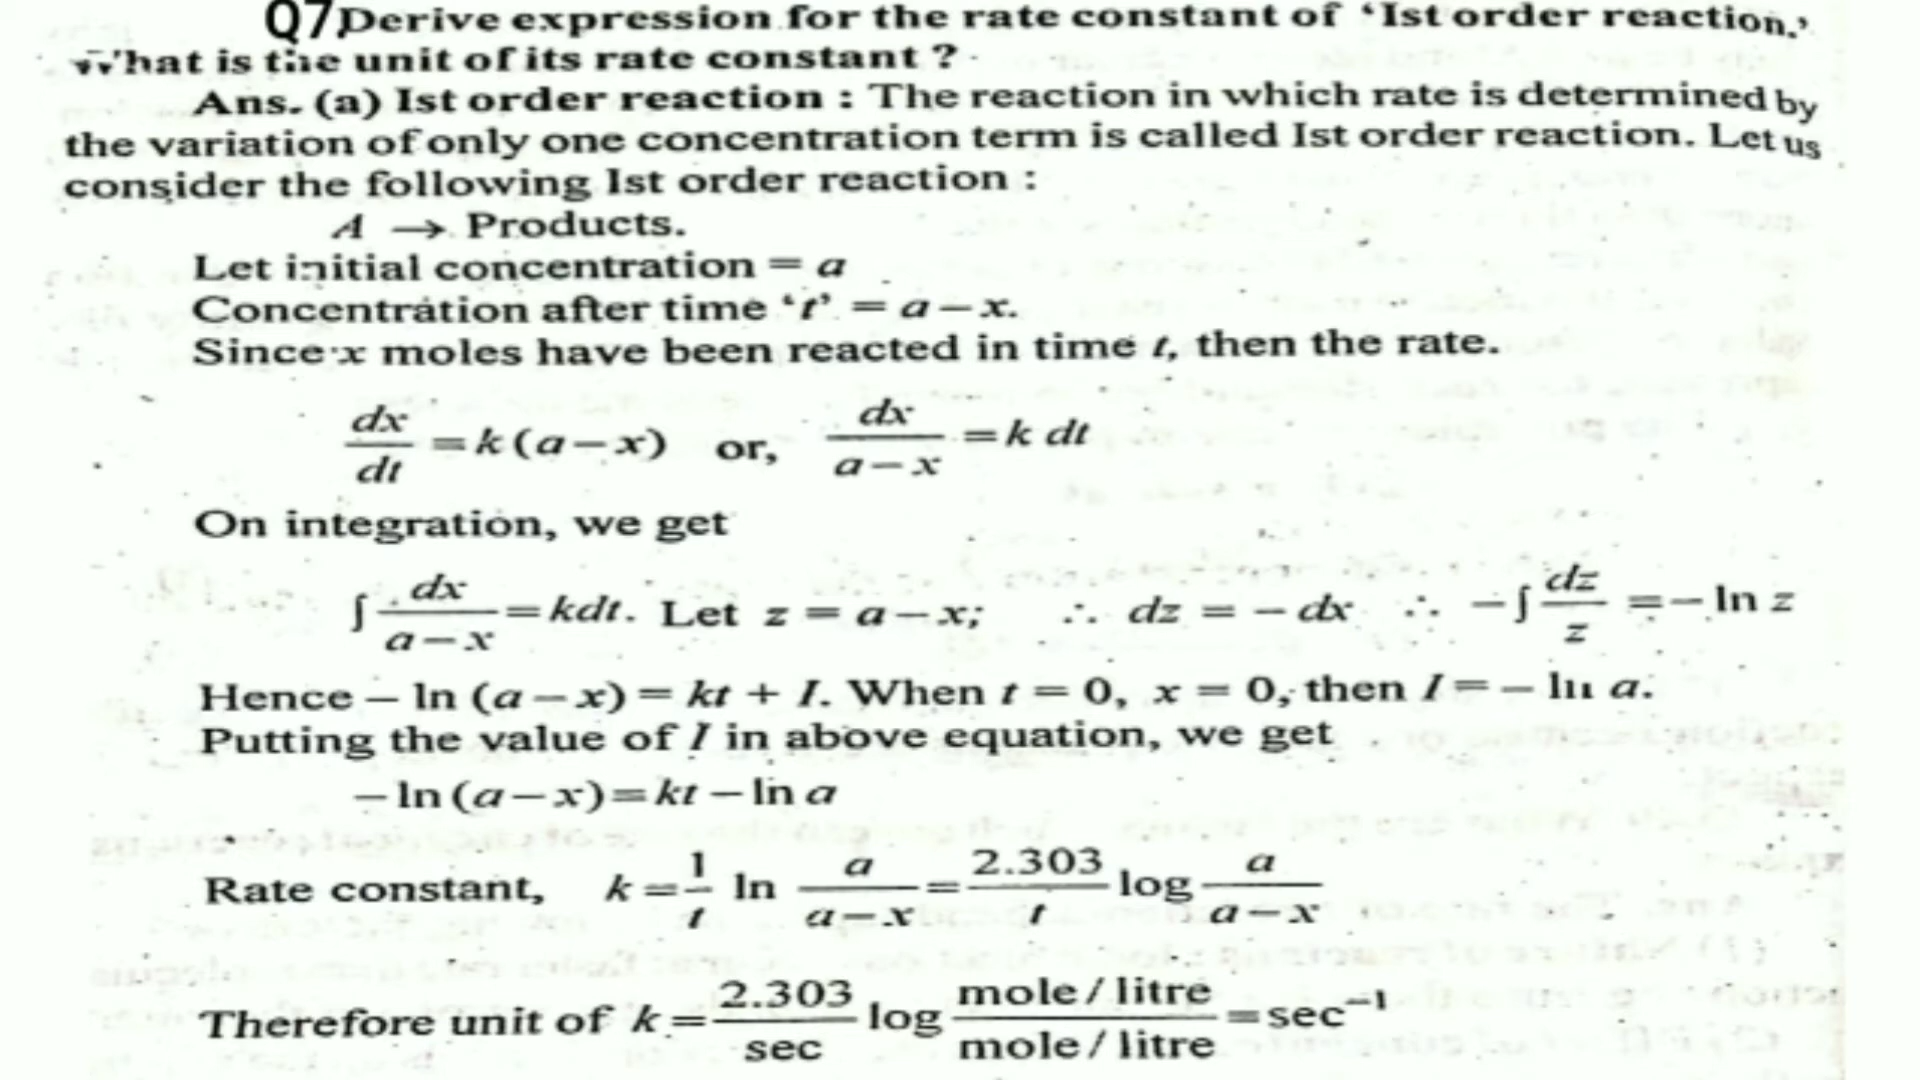 Q7 Derive expression for the rate constant of ‘Ist order reaction.’
What is the unit of its rate constant ?
Ans. (a) Ist order reaction : The reaction in which rate is determined by
the variation of only one concentration term is called Ist order reaction. Let us
consider the following Ist order reaction :
A → Products.
Let initial concentration = a
Concentration after time ‘t’ = a – x.
Since x moles have been reacted in time t, then the rate.
dx/dt = k (a – x) or, dx/(a – x) = k dt
On integration, we get
∫ dx/(a – x) = kdt. Let z = a – x; ∴ dz = – dx ∴ – ∫ dz/z = – ln z
Hence – ln (a – x) = kt + I. When t = 0, x = 0, then I = – ln a.
Putting the value of I in above equation, we get
– ln (a – x) = kt – ln a
Rate constant, k = 1/t ln a/(a – x) = 2.303/t log a/(a – x)
Therefore unit of k = 2.303/sec log mole / litre/mole / litre = sec⁻¹